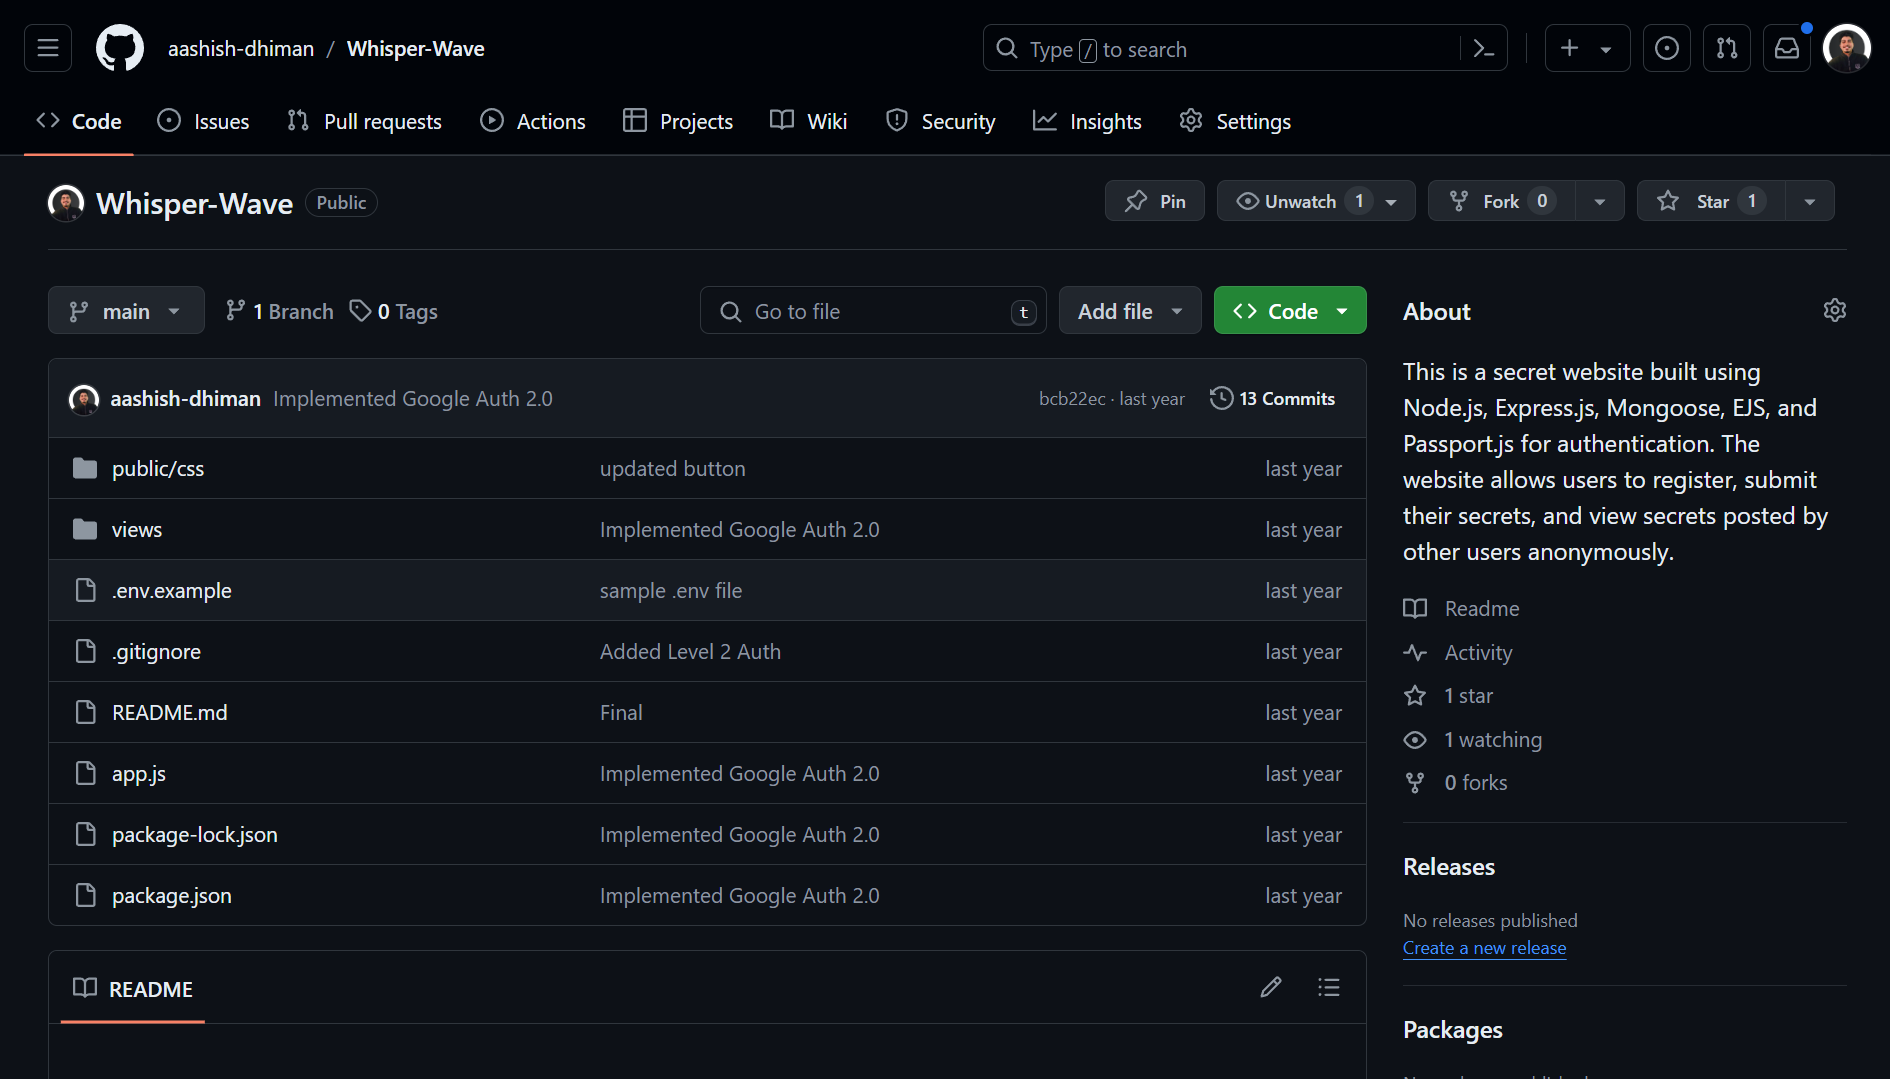 aashish-dhiman / Whisper-Wave
Type / to search
Code
Issues
Pull requests
Actions
Projects
Wiki
Security
Insights
Settings
Whisper-Wave Public
Pin
Unwatch 1
Fork 0
Star 1
main
1 Branch
0 Tags
Go to file t
Add file
Code
aashish-dhiman Implemented Google Auth 2.0 bcb22ec · last year 13 Commits
public/css updated button last year
views Implemented Google Auth 2.0 last year
.env.example sample .env file last year
.gitignore Added Level 2 Auth last year
README.md Final last year
app.js Implemented Google Auth 2.0 last year
package-lock.json Implemented Google Auth 2.0 last year
package.json Implemented Google Auth 2.0 last year
README
About
This is a secret website built using
Node.js, Express.js, Mongoose, EJS, and
Passport.js for authentication. The
website allows users to register, submit
their secrets, and view secrets posted by
other users anonymously.
Readme
Activity
1 star
1 watching
0 forks
Releases
No releases published
Create a new release
Packages